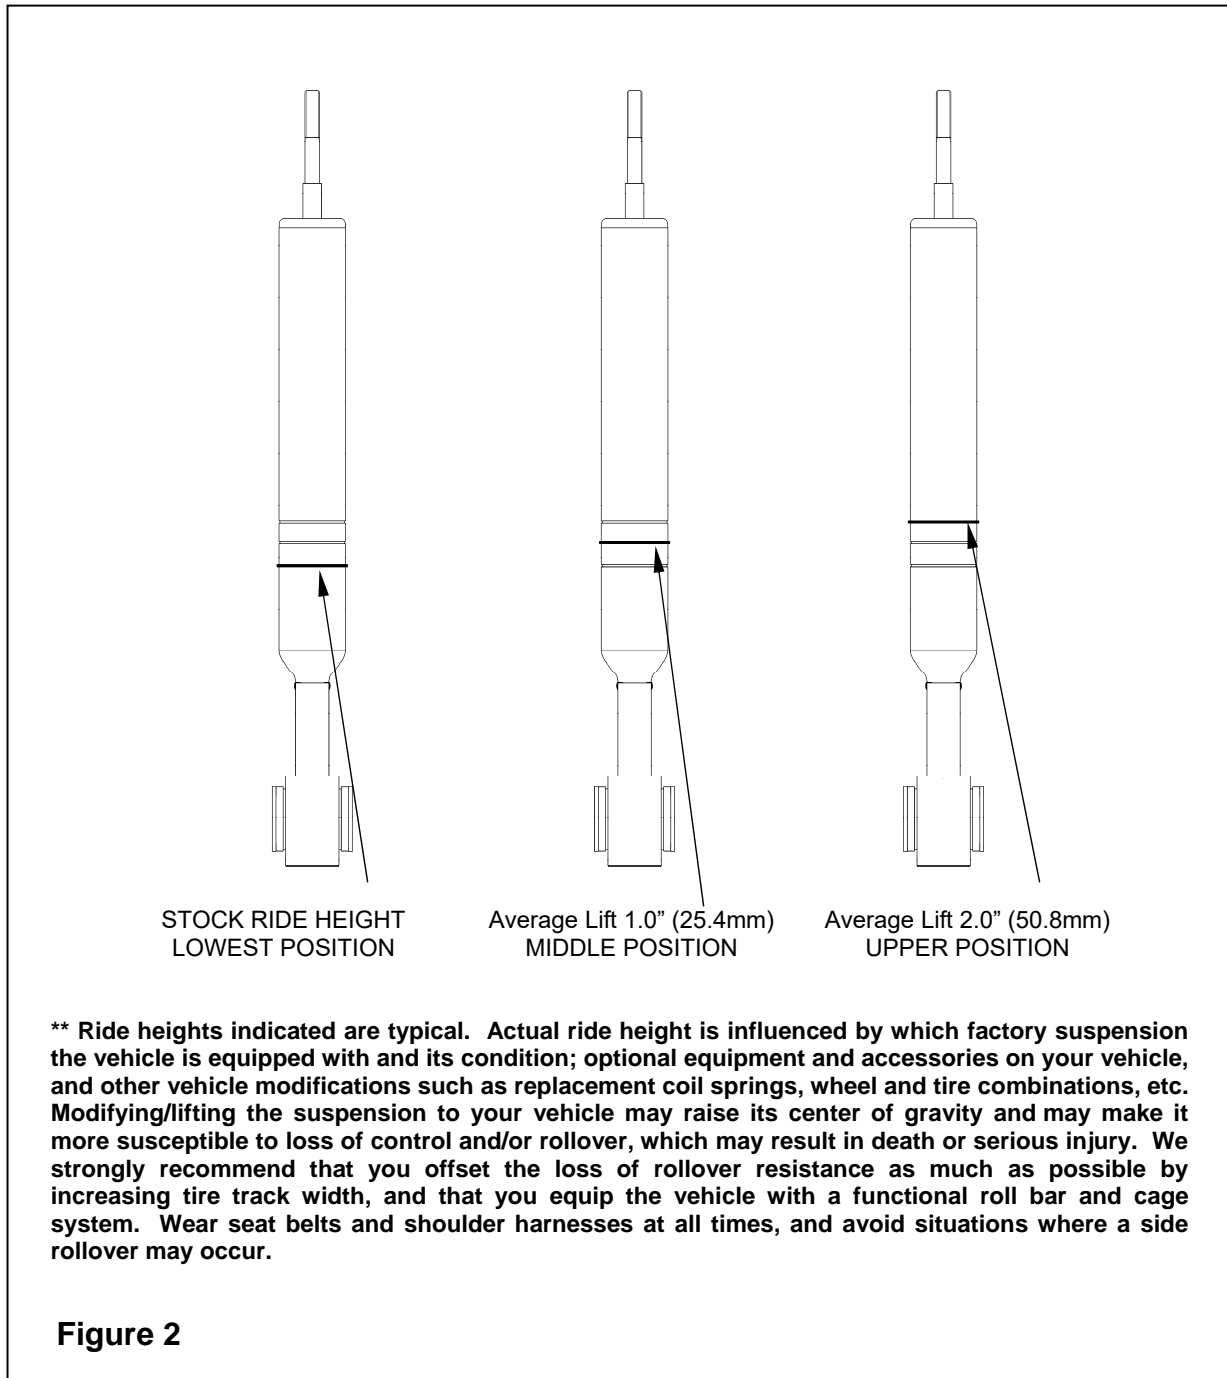 STOCK RIDE HEIGHT
LOWEST POSITION
Average Lift 1.0” (25.4mm)
MIDDLE POSITION
Average Lift 2.0” (50.8mm)
UPPER POSITION
** Ride heights indicated are typical. Actual ride height is influenced by which factory suspension
the vehicle is equipped with and its condition; optional equipment and accessories on your vehicle,
and other vehicle modifications such as replacement coil springs, wheel and tire combinations, etc.
Modifying/lifting the suspension to your vehicle may raise its center of gravity and may make it
more susceptible to loss of control and/or rollover, which may result in death or serious injury. We
strongly recommend that you offset the loss of rollover resistance as much as possible by
increasing tire track width, and that you equip the vehicle with a functional roll bar and cage
system. Wear seat belts and shoulder harnesses at all times, and avoid situations where a side
rollover may occur.
Figure 2